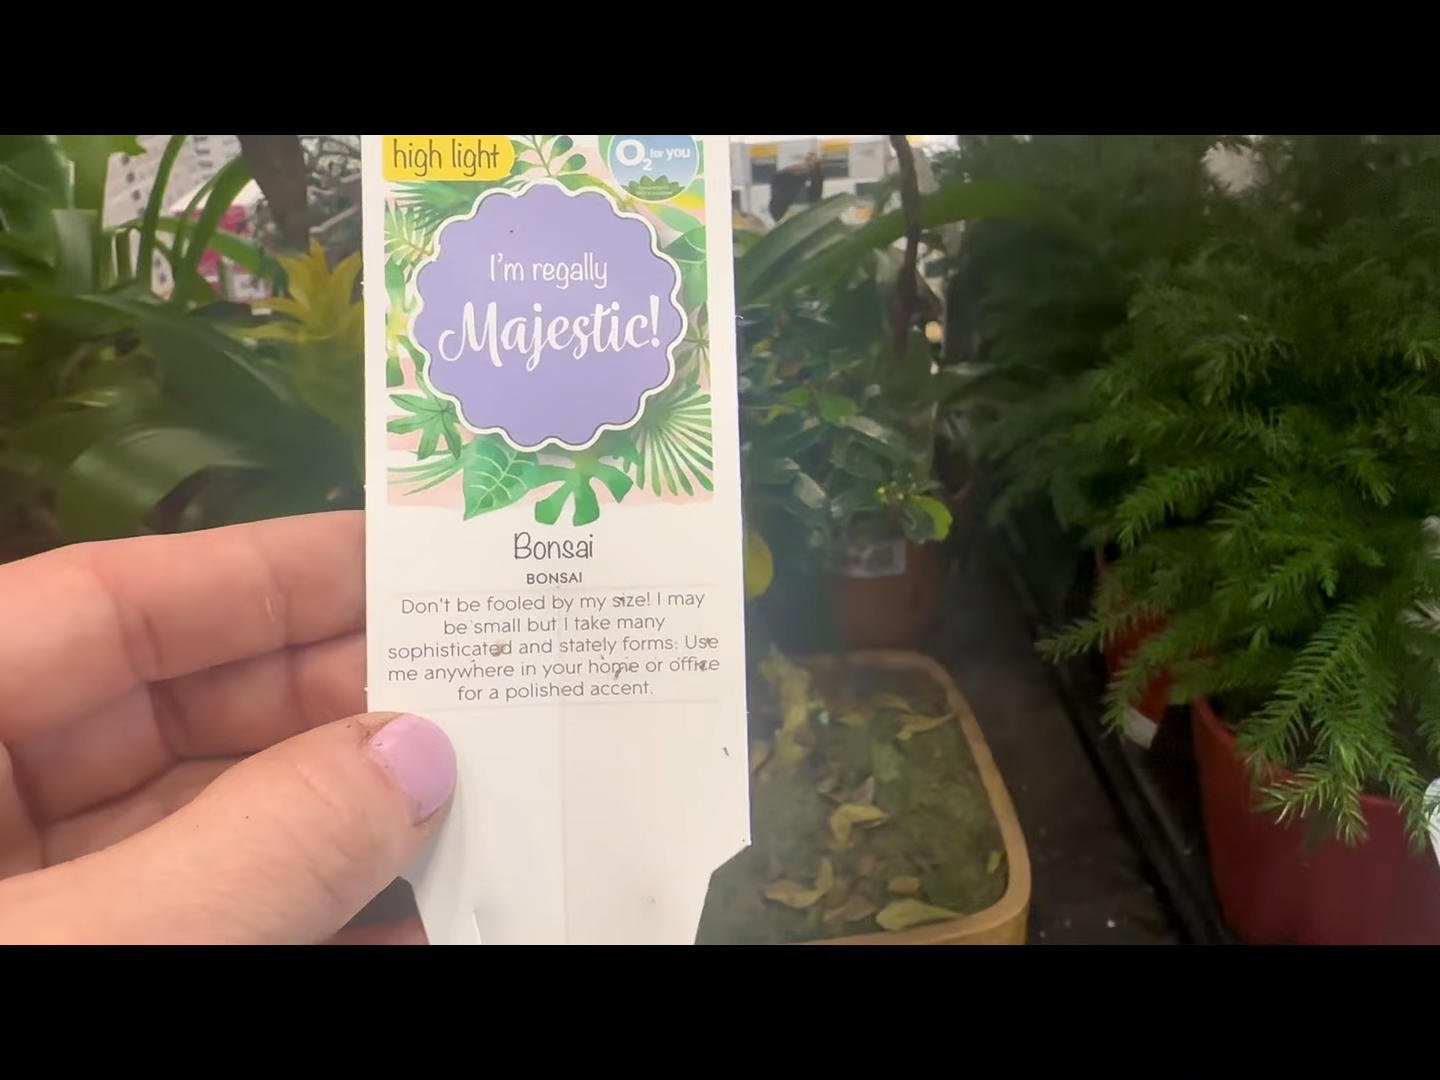 high light
O2 for you
I'm regally
Majestic!
Bonsai
BONSAI
Don't be fooled by my size! I may
be small but I take many
sophisticated and stately forms. Use
me anywhere in your home or office
for a polished accent.